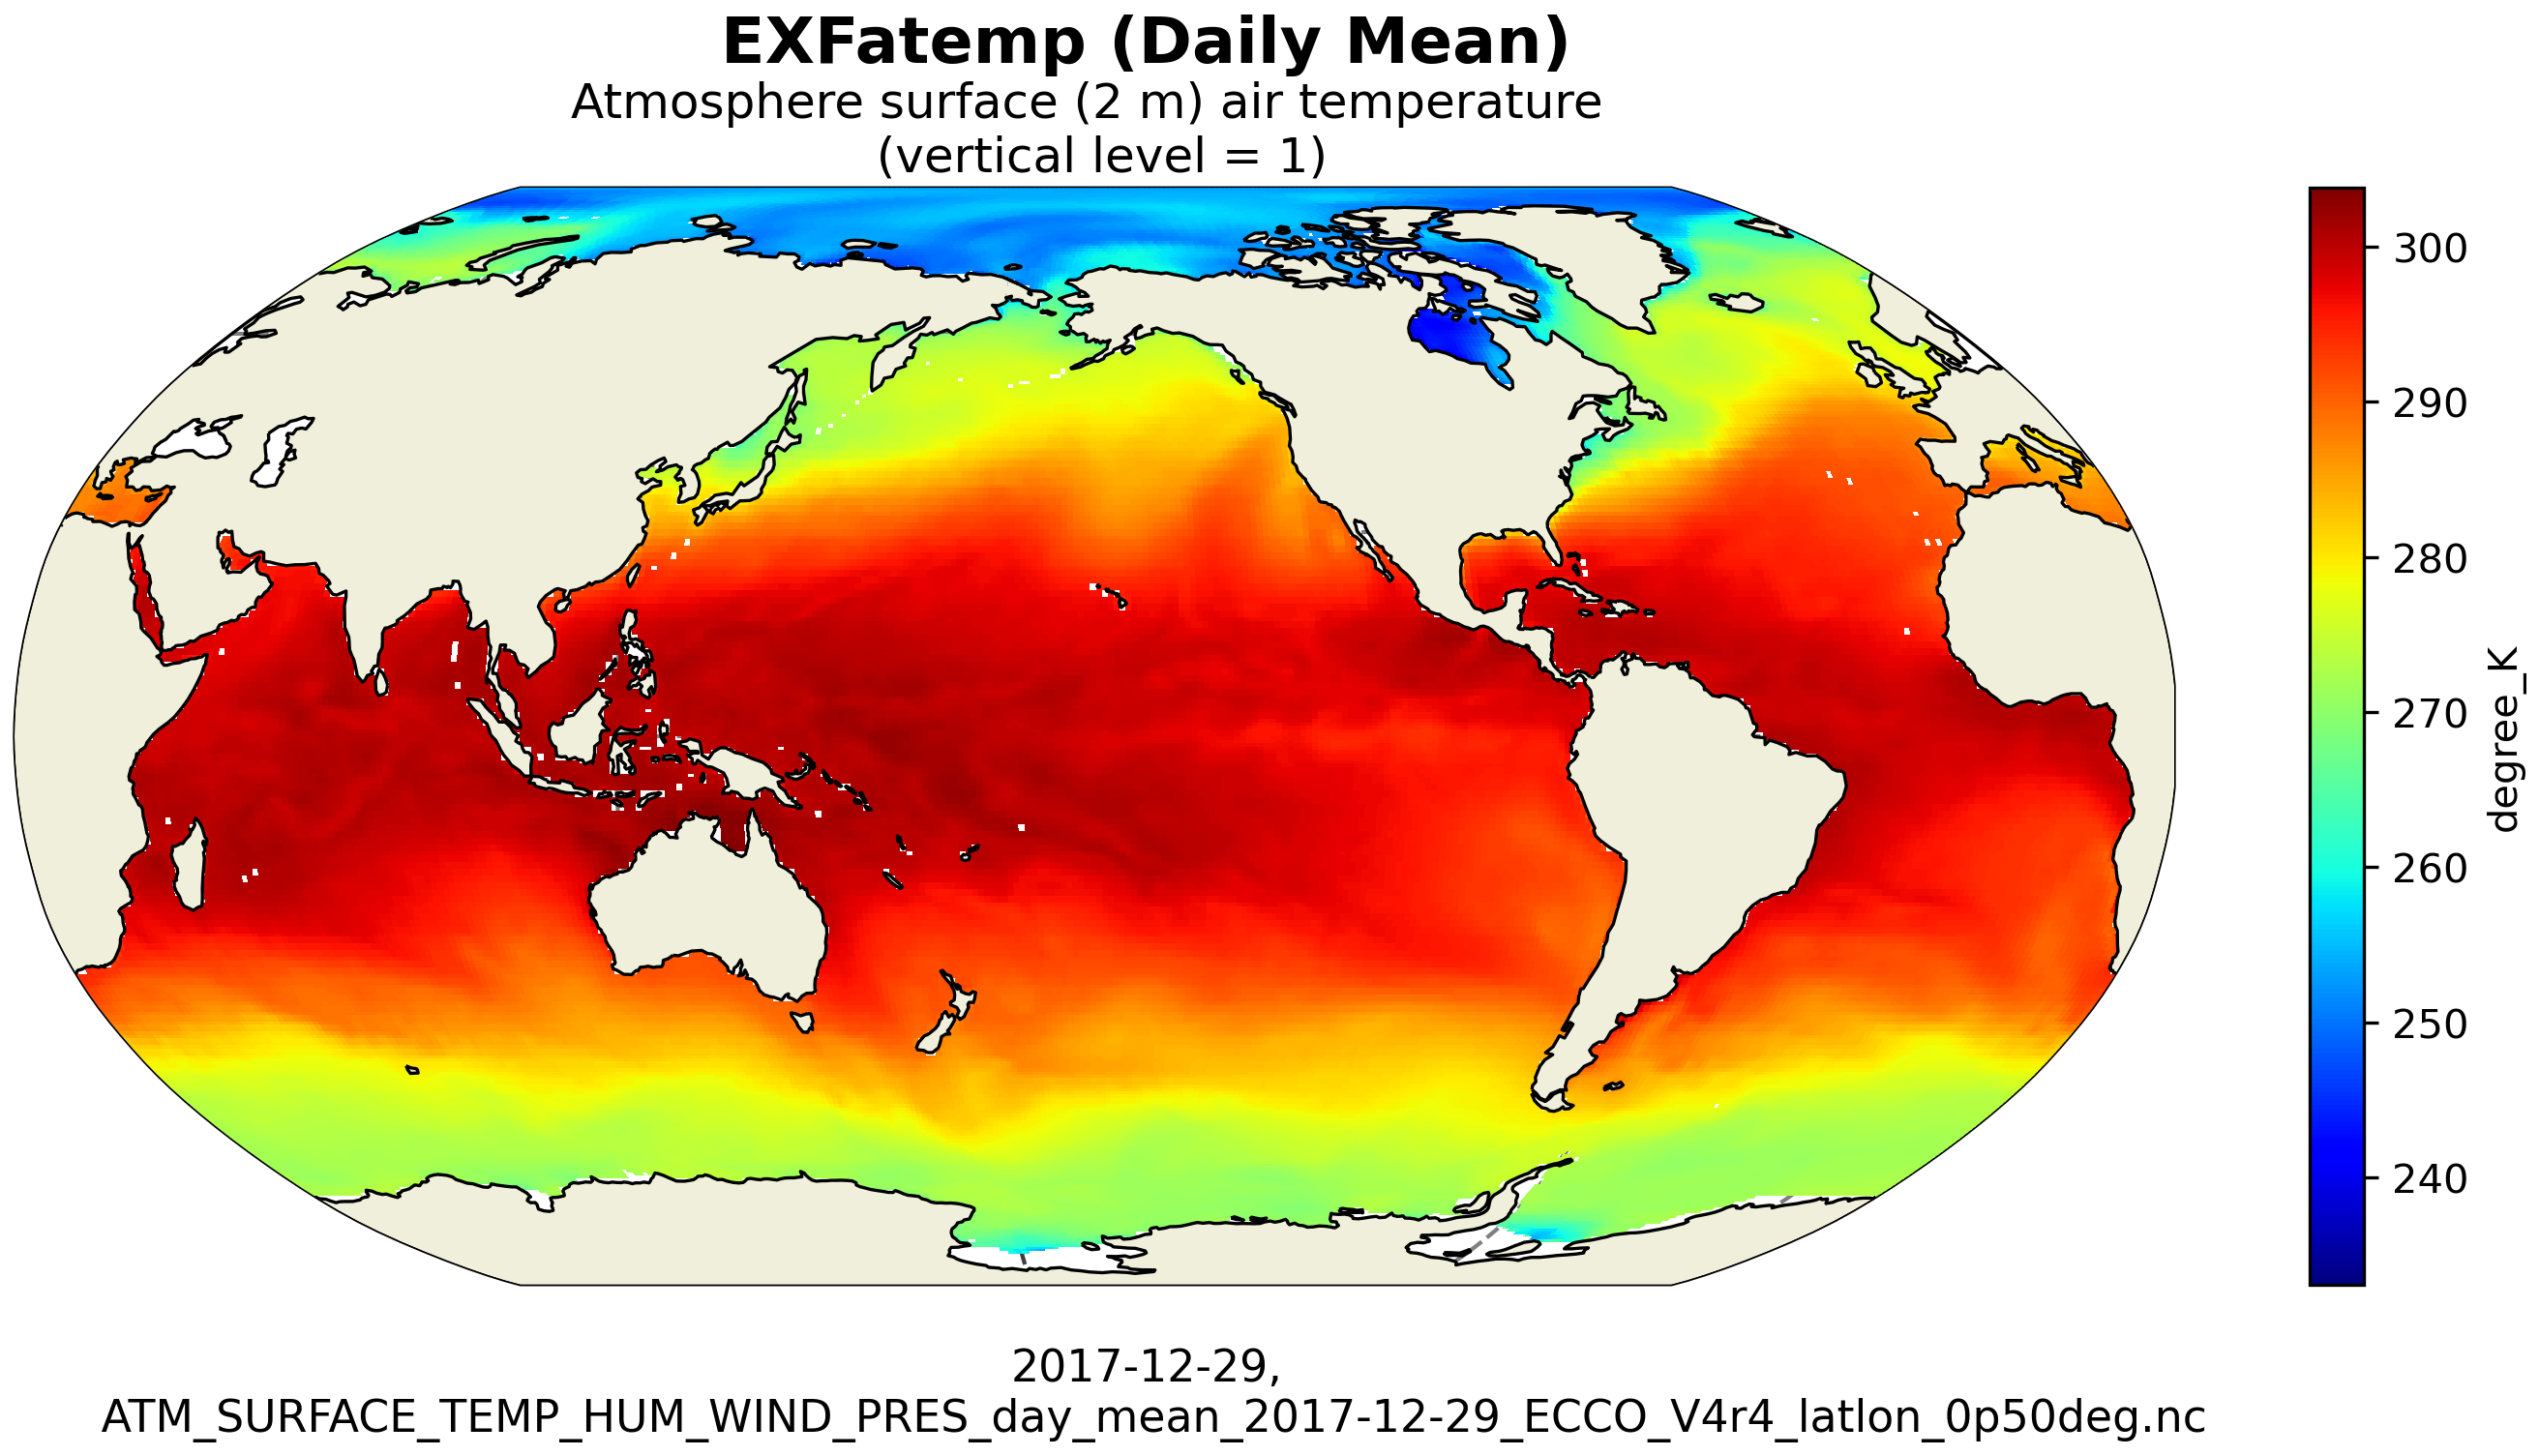 EXFatemp (Daily Mean)
Atmosphere surface (2 m) air temperature
(vertical level = 1)
300
290
280
270
260
250
240
degree_K
2017-12-29,
ATM_SURFACE_TEMP_HUM_WIND_PRES_day_mean_2017-12-29_ECCO_V4r4_latlon_0p50deg.nc